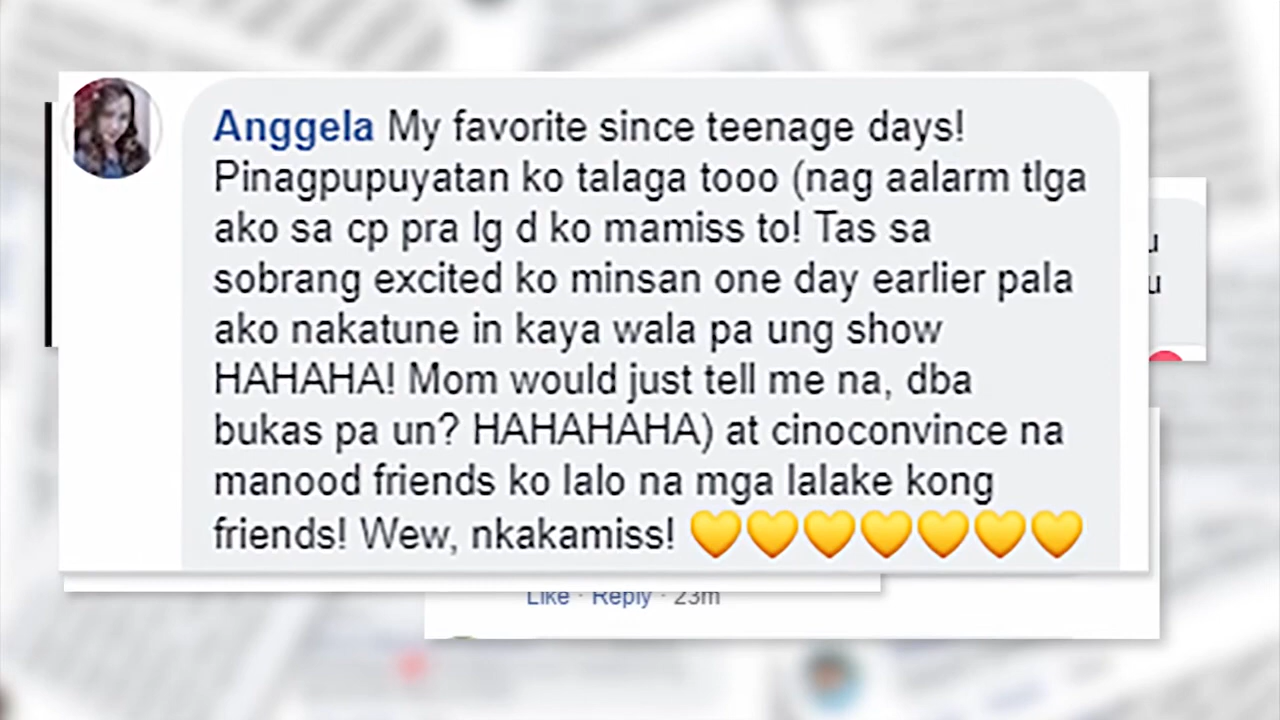 Anggela My favorite since teenage days!
Pinagpupuyatan ko talaga tooo (nag aalarm tlga
ako sa cp pra lg d ko mamiss to! Tas sa
sobrang excited ko minsan one day earlier pala
ako nakatune in kaya wala pa ung show
HAHAHA! Mom would just tell me na, dba
bukas pa un? HAHAHAHA) at cinoconvince na
manood friends ko lalo na mga lalake kong
friends! Wew, nkakamiss! 💛💛💛💛💛💛💛
Like · Reply · 23m